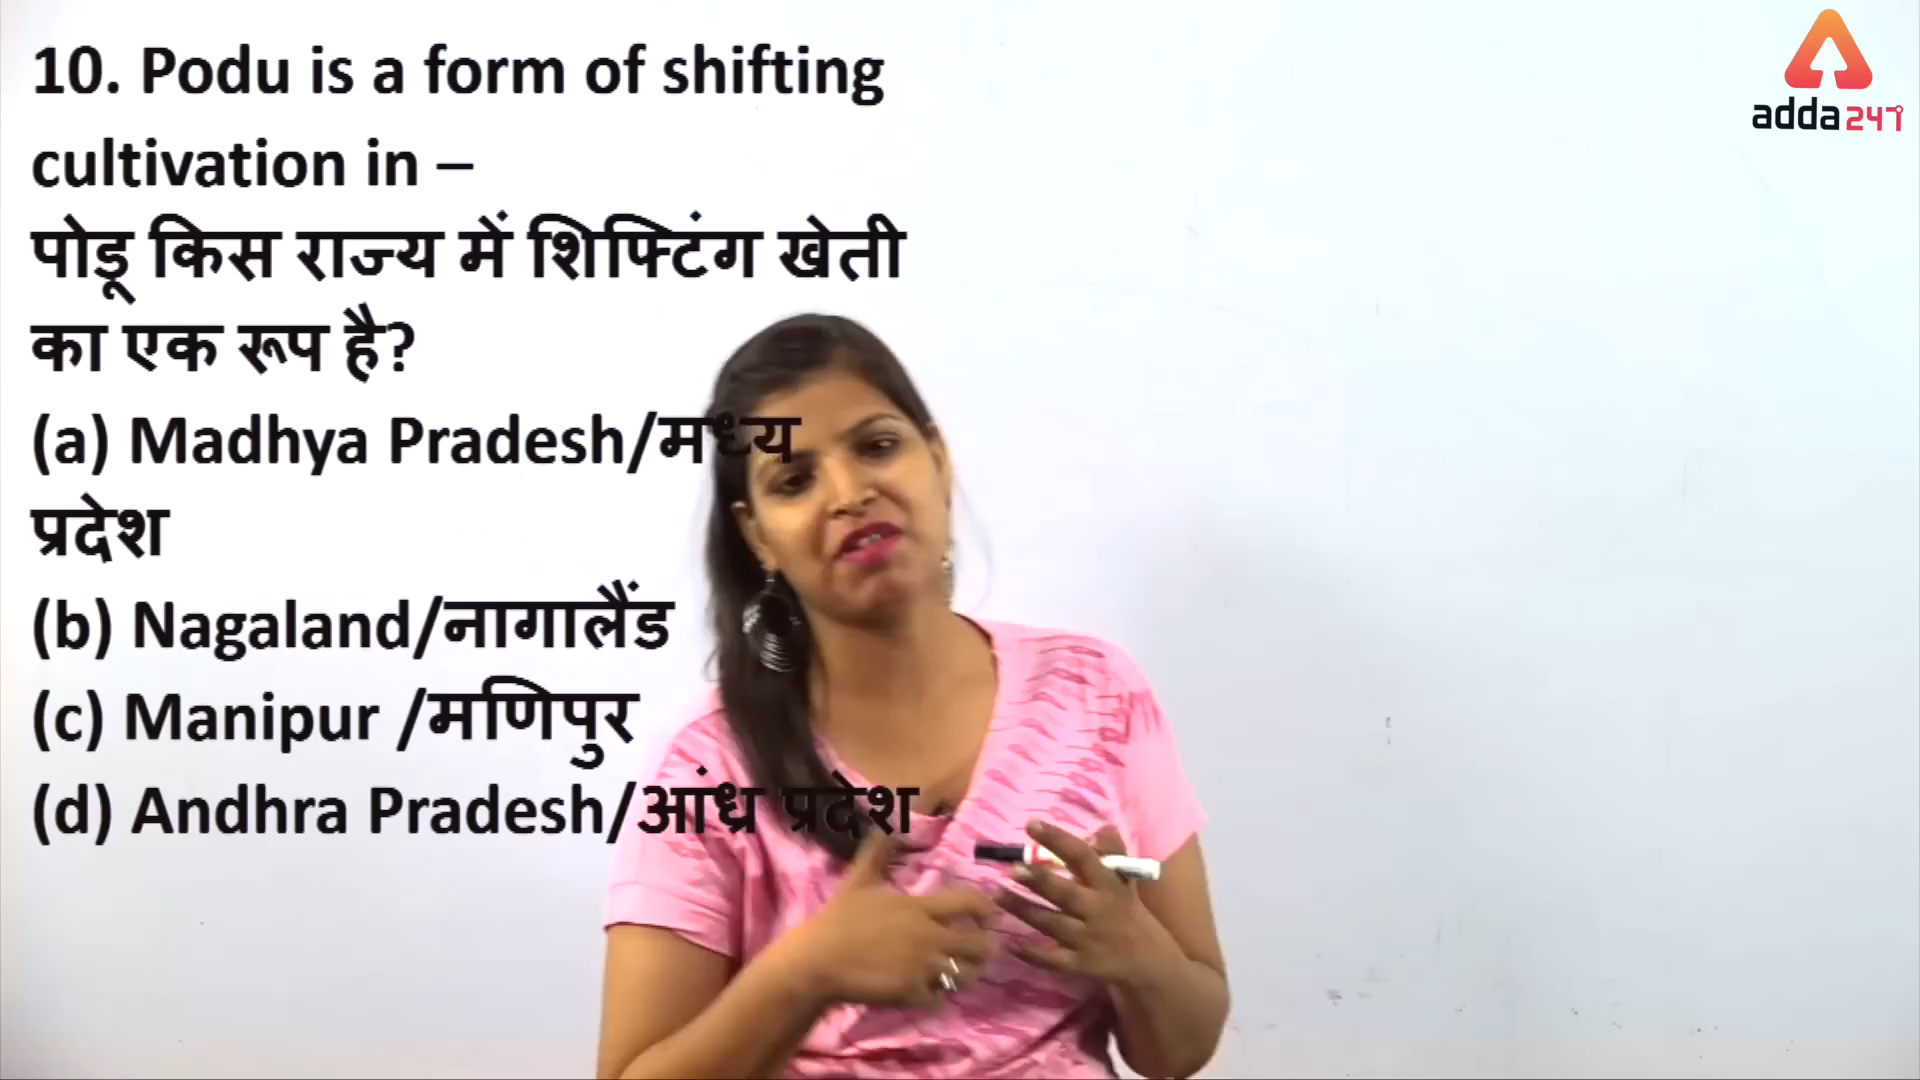 10. Podu is a form of shifting
cultivation in –
पोडू किस राज्य में शिफ्टिंग खेती
का एक रूप है?
(a) Madhya Pradesh/मध्य
प्रदेश
(b) Nagaland/नागालैंड
(c) Manipur /मणिपुर
(d) Andhra Pradesh/आंध्र प्रदेश
adda247